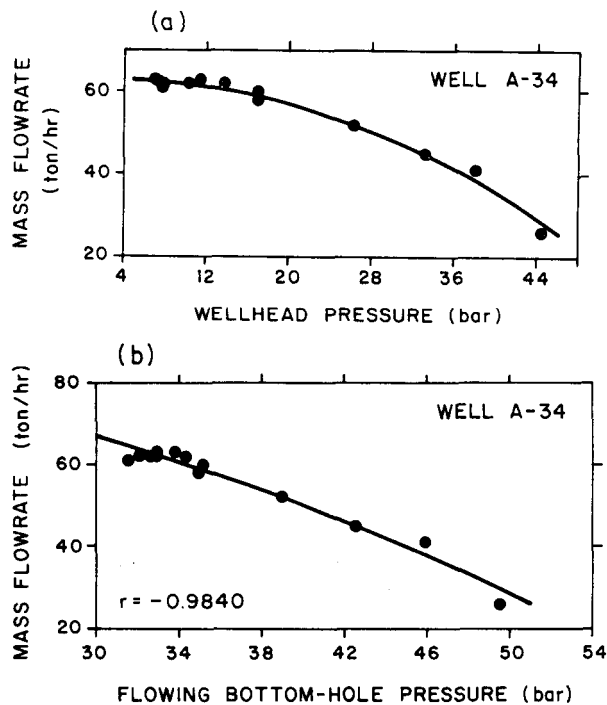 (a)
WELL A-34
MASS FLOWRATE
(ton/hr)
60
40
20
4 12 20 28 36 44
WELLHEAD PRESSURE (bar)
(b)
WELL A-34
MASS FLOWRATE (ton/hr)
80
60
40
20
r = -0.9840
30 34 38 42 46 50 54
FLOWING BOTTOM-HOLE PRESSURE (bar)